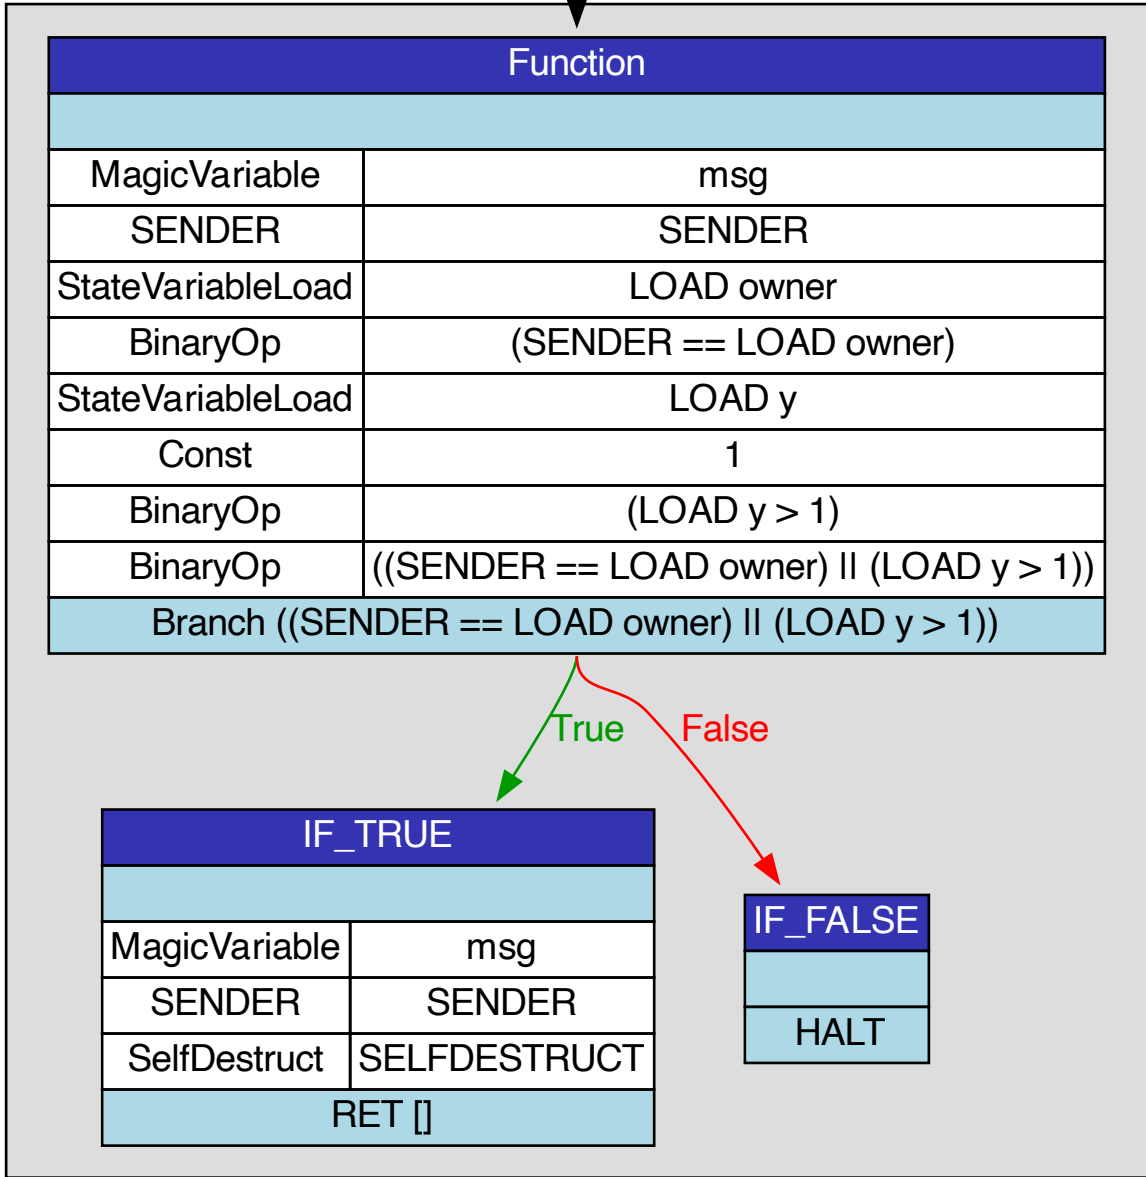 Function
MagicVariable msg
SENDER SENDER
StateVariableLoad LOAD owner
BinaryOp (SENDER == LOAD owner)
StateVariableLoad LOAD y
Const 1
BinaryOp (LOAD y > 1)
BinaryOp ((SENDER == LOAD owner) || (LOAD y > 1))
Branch ((SENDER == LOAD owner) || (LOAD y > 1))
True False
IF_TRUE
MagicVariable msg
SENDER SENDER
SelfDestruct SELFDESTRUCT
RET []
IF_FALSE
HALT